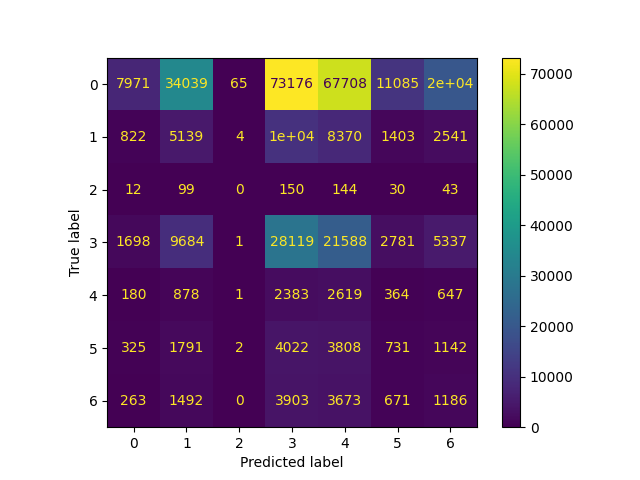 0 7971 34039 65 73176 67708 11085 2e+04
1 822 5139 4 1e+04 8370 1403 2541
2 12 99 0 150 144 30 43
3 1698 9684 1 28119 21588 2781 5337
4 180 878 1 2383 2619 364 647
5 325 1791 2 4022 3808 731 1142
6 263 1492 0 3903 3673 671 1186
0 1 2 3 4 5 6
Predicted label
True label
70000
60000
50000
40000
30000
20000
10000
0